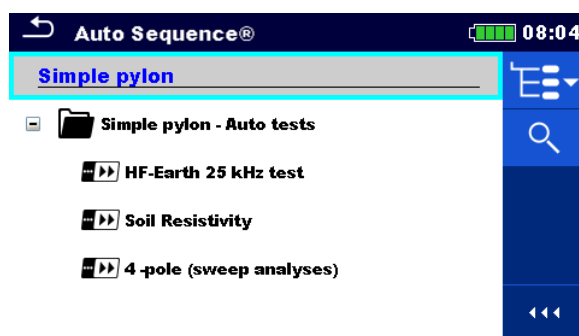 Auto Sequence® 08:04
Simple pylon
Simple pylon - Auto tests
HF-Earth 25 kHz test
Soil Resistivity
4 -pole (sweep analyses)